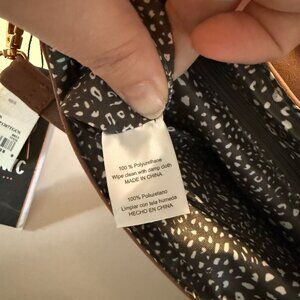 100 % Polyurethane
Wipe clean with damp cloth
MADE IN CHINA
100% Poliuretano
Limpiar con tela humeda
HECHO EN CHINA